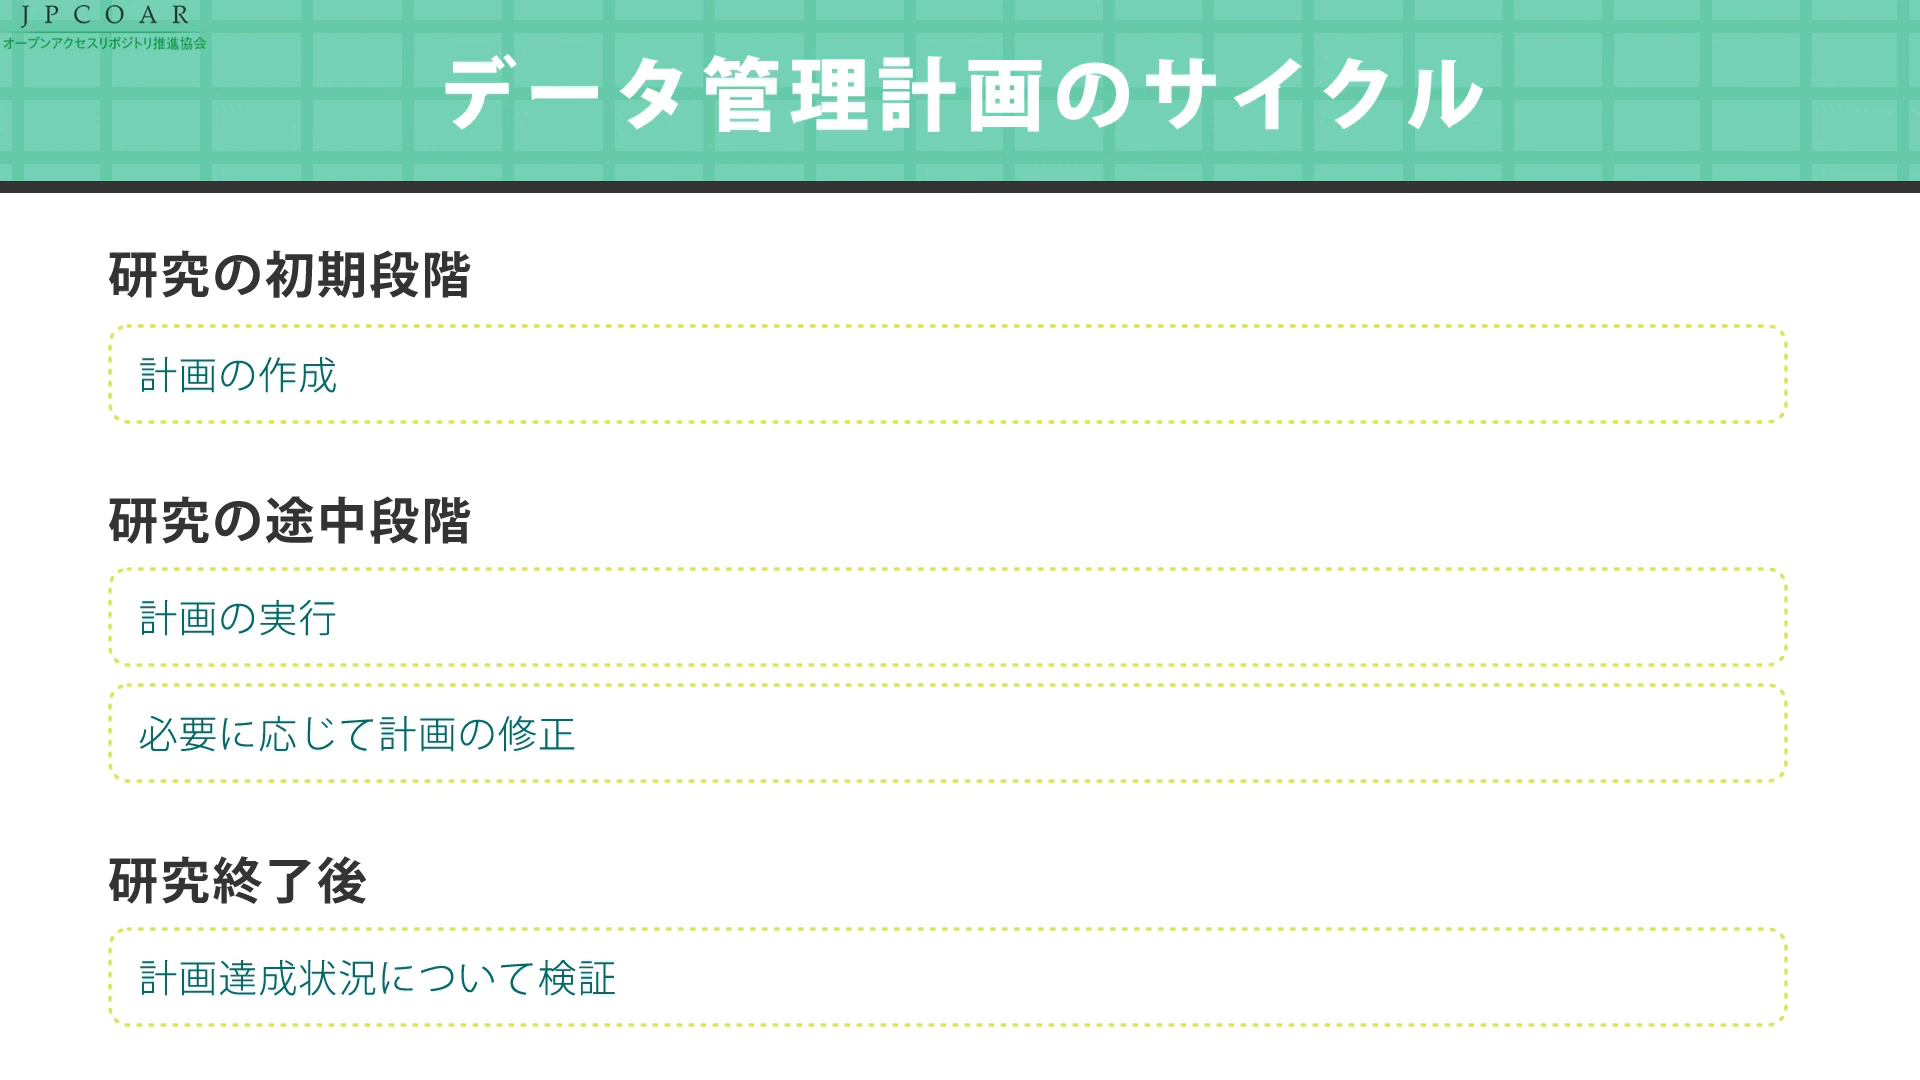 JPCOAR
オープンアクセスリポジトリ推進協会
データ管理計画のサイクル
研究の初期段階
計画の作成
研究の途中段階
計画の実行
必要に応じて計画の修正
研究終了後
計画達成状況について検証